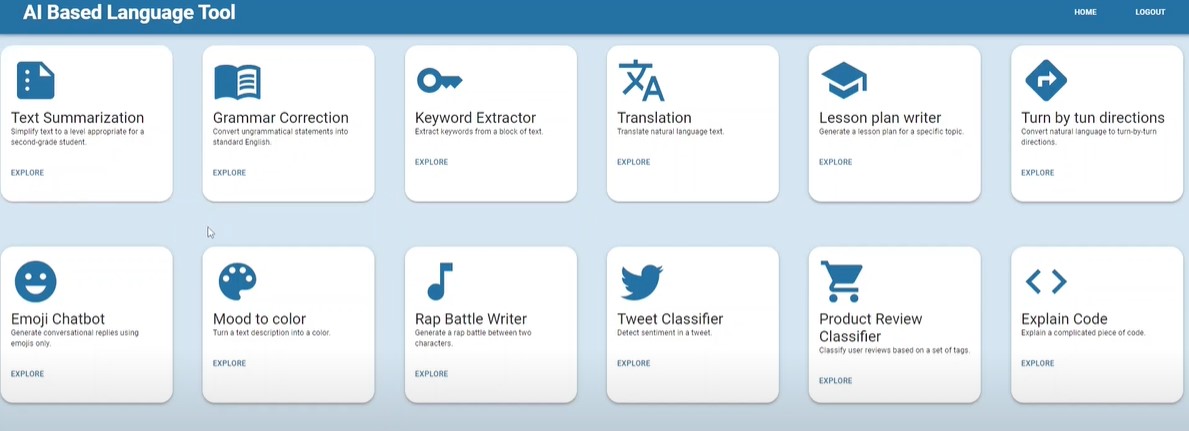 AI Based Language Tool
HOME
LOGOUT
Text Summarization
Simplify text to a level appropriate for a
second-grade student.
EXPLORE
Grammar Correction
Convert ungrammatical statements into
standard English.
EXPLORE
Keyword Extractor
Extract keywords from a block of text.
EXPLORE
Translation
Translate natural language text.
EXPLORE
Lesson plan writer
Generate a lesson plan for a specific topic.
EXPLORE
Turn by tun directions
Convert natural language to turn-by-turn
directions.
EXPLORE
Emoji Chatbot
Generate conversational replies using
emojis only.
EXPLORE
Mood to color
Turn a text description into a color.
EXPLORE
Rap Battle Writer
Generate a rap battle between two
characters.
EXPLORE
Tweet Classifier
Detect sentiment in a tweet.
EXPLORE
Product Review
Classifier
Classify user reviews based on a set of tags.
EXPLORE
Explain Code
Explain a complicated piece of code.
EXPLORE